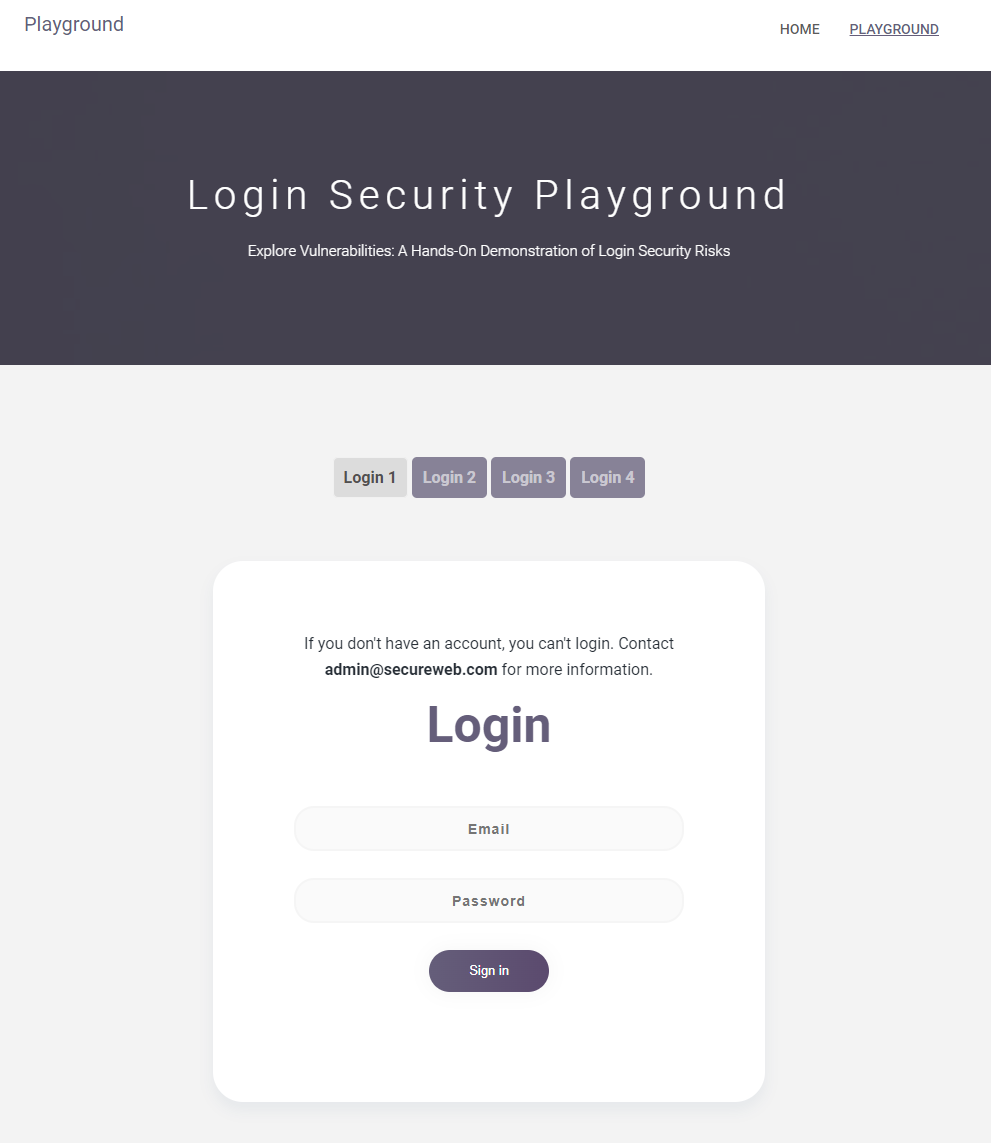 Playground
HOME PLAYGROUND
Login Security Playground
Explore Vulnerabilities: A Hands-On Demonstration of Login Security Risks
Login 1 Login 2 Login 3 Login 4
If you don't have an account, you can't login. Contact
admin@secureweb.com for more information.
Login
Email
Password
Sign in